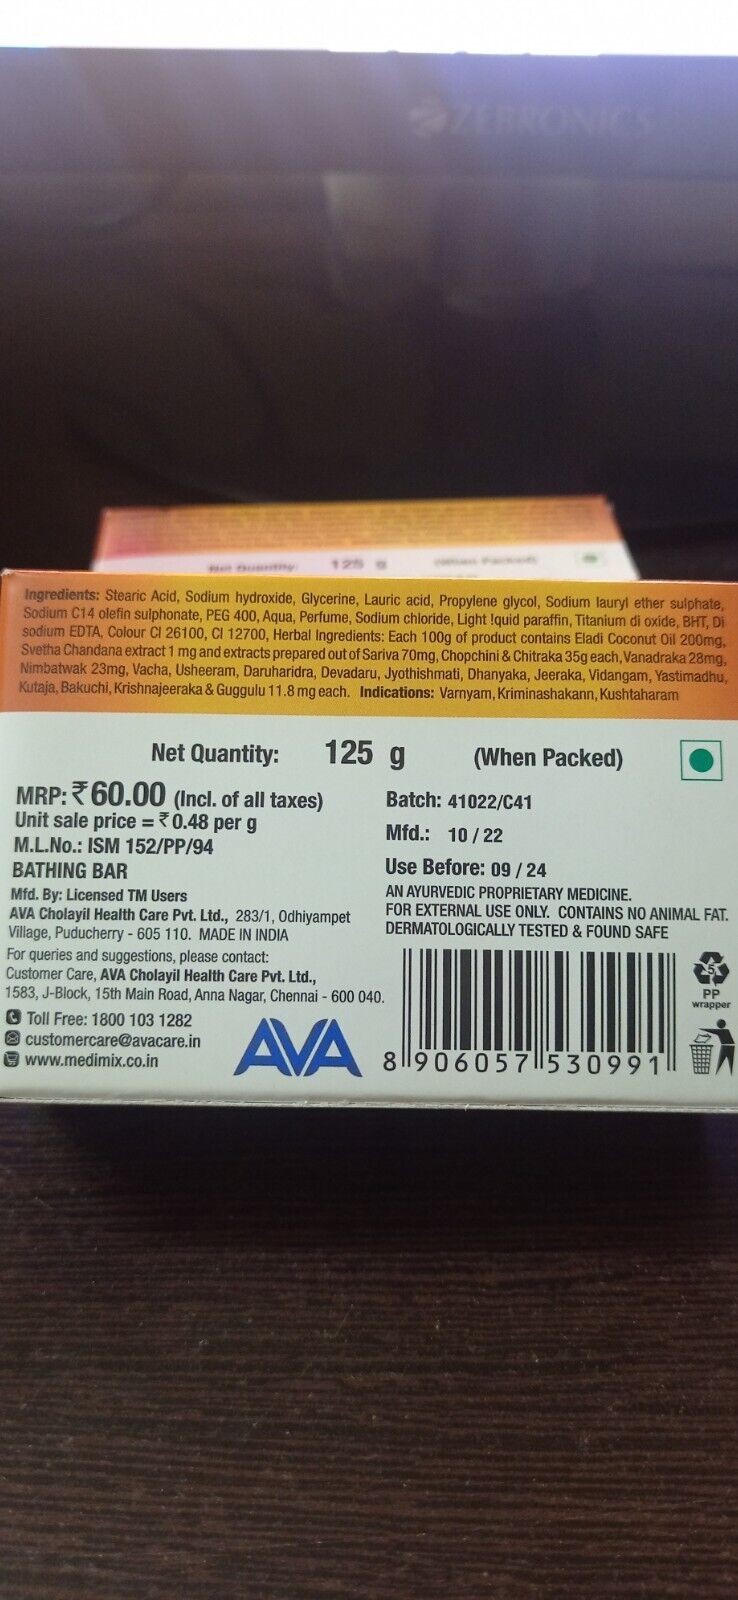 ZEBRONICS
Net Quantity: 125 g (When Packed)
Ingredients: Stearic Acid, Sodium hydroxide, Glycerine, Lauric acid, Propylene glycol, Sodium lauryl ether sulphate,
Sodium C14 olefin sulphonate, PEG 400, Aqua, Perfume, Sodium chloride, Light !quid paraffin, Titanium di oxide, BHT, Di
sodium EDTA, Colour CI 26100, CI 12700, Herbal Ingredients: Each 100g of product contains Eladi Coconut Oil 200mg,
Svetha Chandana extract 1 mg and extracts prepared out of Sariva 70mg, Chopchini & Chitraka 35g each, Vanadraka 28mg,
Nimbatwak 23mg, Vacha, Usheeram, Daruharidra, Devadaru, Jyothishmati, Dhanyaka, Jeeraka, Vidangam, Yastimadhu,
Kutaja, Bakuchi, Krishnajeeraka & Guggulu 11.8 mg each. Indications: Varnyam, Kriminashakann, Kushtaharam
Net Quantity: 125 g (When Packed)
MRP: ₹60.00 (Incl. of all taxes)
Unit sale price = ₹0.48 per g
M.L.No.: ISM 152/PP/94
BATHING BAR
Mfd. By: Licensed TM Users
AVA Cholayil Health Care Pvt. Ltd., 283/1, Odhiyampet
Village, Puducherry - 605 110. MADE IN INDIA
For queries and suggestions, please contact:
Customer Care, AVA Cholayil Health Care Pvt. Ltd.,
1583, J-Block, 15th Main Road, Anna Nagar, Chennai - 600 040.
Toll Free: 1800 103 1282
customercare@avacare.in
www.medimix.co.in
AVA
Batch: 41022/C41
Mfd.: 10 / 22
Use Before: 09 / 24
AN AYURVEDIC PROPRIETARY MEDICINE.
FOR EXTERNAL USE ONLY. CONTAINS NO ANIMAL FAT.
DERMATOLOGICALLY TESTED & FOUND SAFE
8 906057 530991
5
PP
wrapper